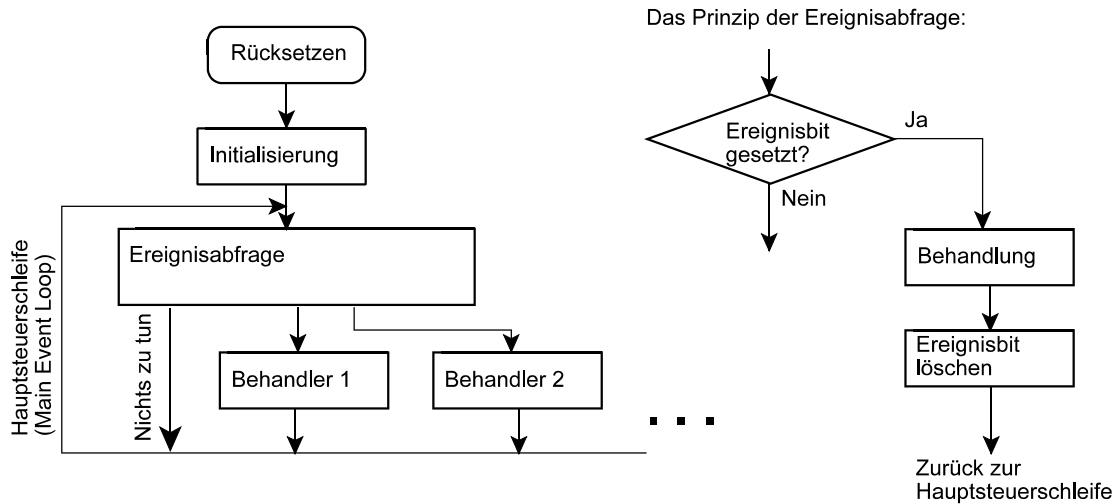 Rücksetzen
Initialisierung
Ereignisabfrage
Hauptsteuerschleife
(Main Event Loop)
Nichts zu tun
Behandler 1
Behandler 2
. . .
Das Prinzip der Ereignisabfrage:
Ereignisbit
gesetzt?
Ja
Nein
Behandlung
Ereignisbit
löschen
Zurück zur
Hauptsteuerschleife